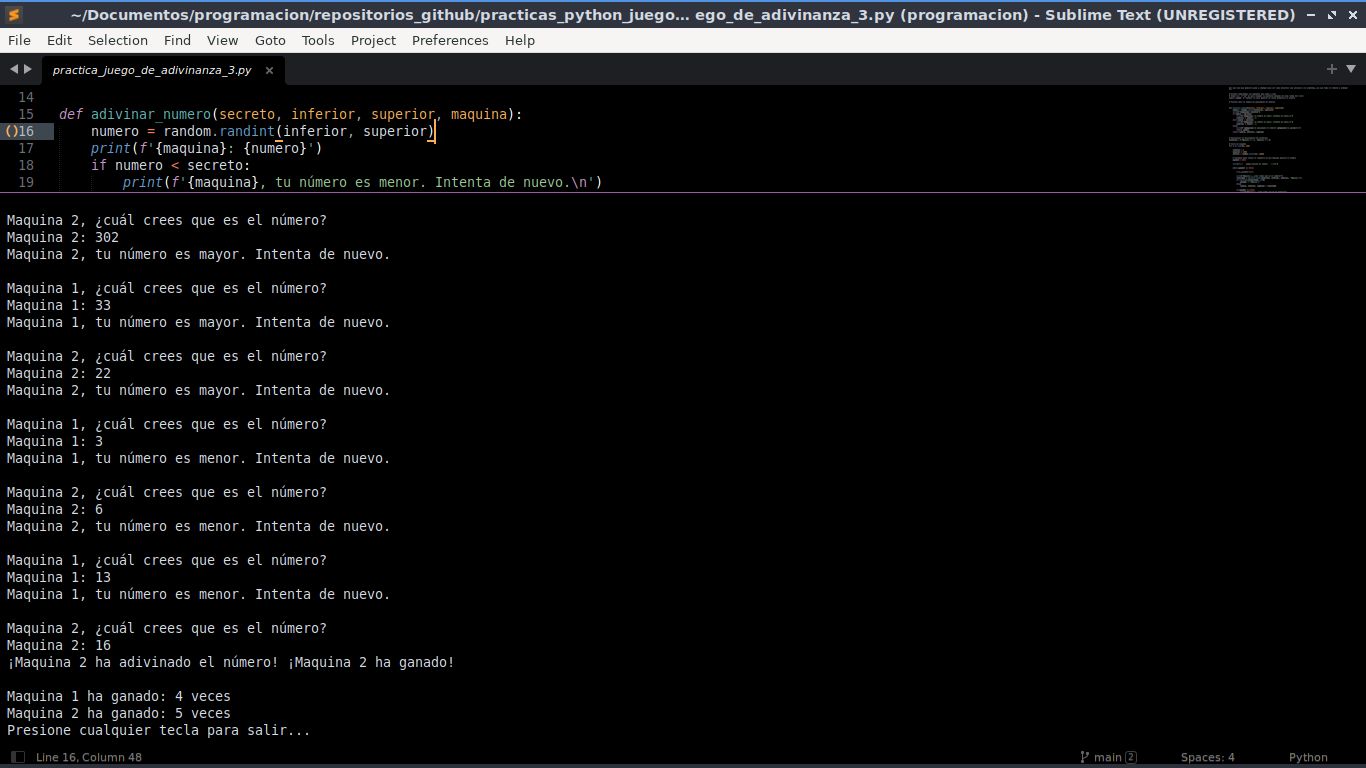 ~/Documentos/programacion/repositorios_github/practicas_python_juego… ego_de_adivinanza_3.py (programacion) - Sublime Text (UNREGISTERED)
File Edit Selection Find View Goto Tools Project Preferences Help
practica_juego_de_adivinanza_3.py
14
15 def adivinar_numero(secreto, inferior, superior, maquina):
16 numero = random.randint(inferior, superior)
17 print(f'{maquina}: {numero}')
18 if numero < secreto:
19 print(f'{maquina}, tu número es menor. Intenta de nuevo.\n')
Maquina 2, ¿cuál crees que es el número?
Maquina 2: 302
Maquina 2, tu número es mayor. Intenta de nuevo.
Maquina 1, ¿cuál crees que es el número?
Maquina 1: 33
Maquina 1, tu número es mayor. Intenta de nuevo.
Maquina 2, ¿cuál crees que es el número?
Maquina 2: 22
Maquina 2, tu número es mayor. Intenta de nuevo.
Maquina 1, ¿cuál crees que es el número?
Maquina 1: 3
Maquina 1, tu número es menor. Intenta de nuevo.
Maquina 2, ¿cuál crees que es el número?
Maquina 2: 6
Maquina 2, tu número es menor. Intenta de nuevo.
Maquina 1, ¿cuál crees que es el número?
Maquina 1: 13
Maquina 1, tu número es menor. Intenta de nuevo.
Maquina 2, ¿cuál crees que es el número?
Maquina 2: 16
¡Maquina 2 ha adivinado el número! ¡Maquina 2 ha ganado!
Maquina 1 ha ganado: 4 veces
Maquina 2 ha ganado: 5 veces
Presione cualquier tecla para salir...
Line 16, Column 48 main 2 Spaces: 4 Python